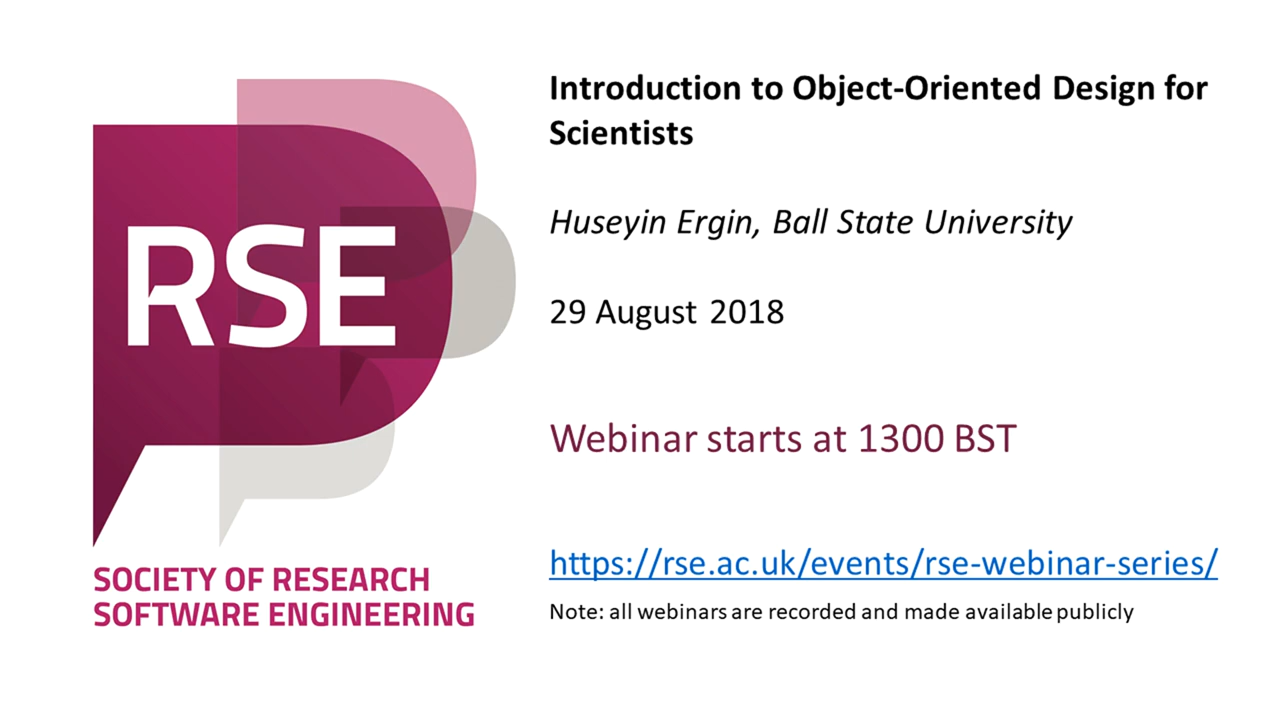 RSE
SOCIETY OF RESEARCH
SOFTWARE ENGINEERING
Introduction to Object-Oriented Design for
Scientists
Huseyin Ergin, Ball State University
29 August 2018
Webinar starts at 1300 BST
https://rse.ac.uk/events/rse-webinar-series/
Note: all webinars are recorded and made available publicly